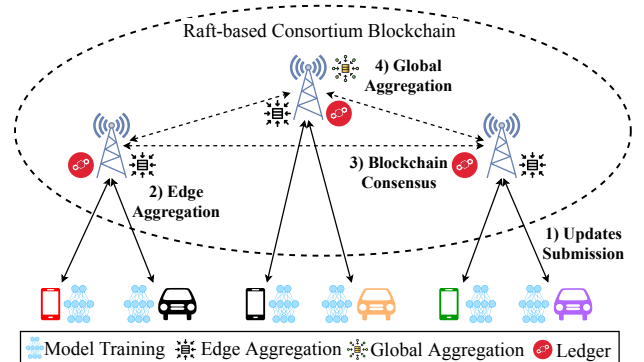 Raft-based Consortium Blockchain
4) Global
Aggregation
3) Blockchain
Consensus
2) Edge
Aggregation
1) Updates
Submission
Model Training Edge Aggregation Global Aggregation Ledger